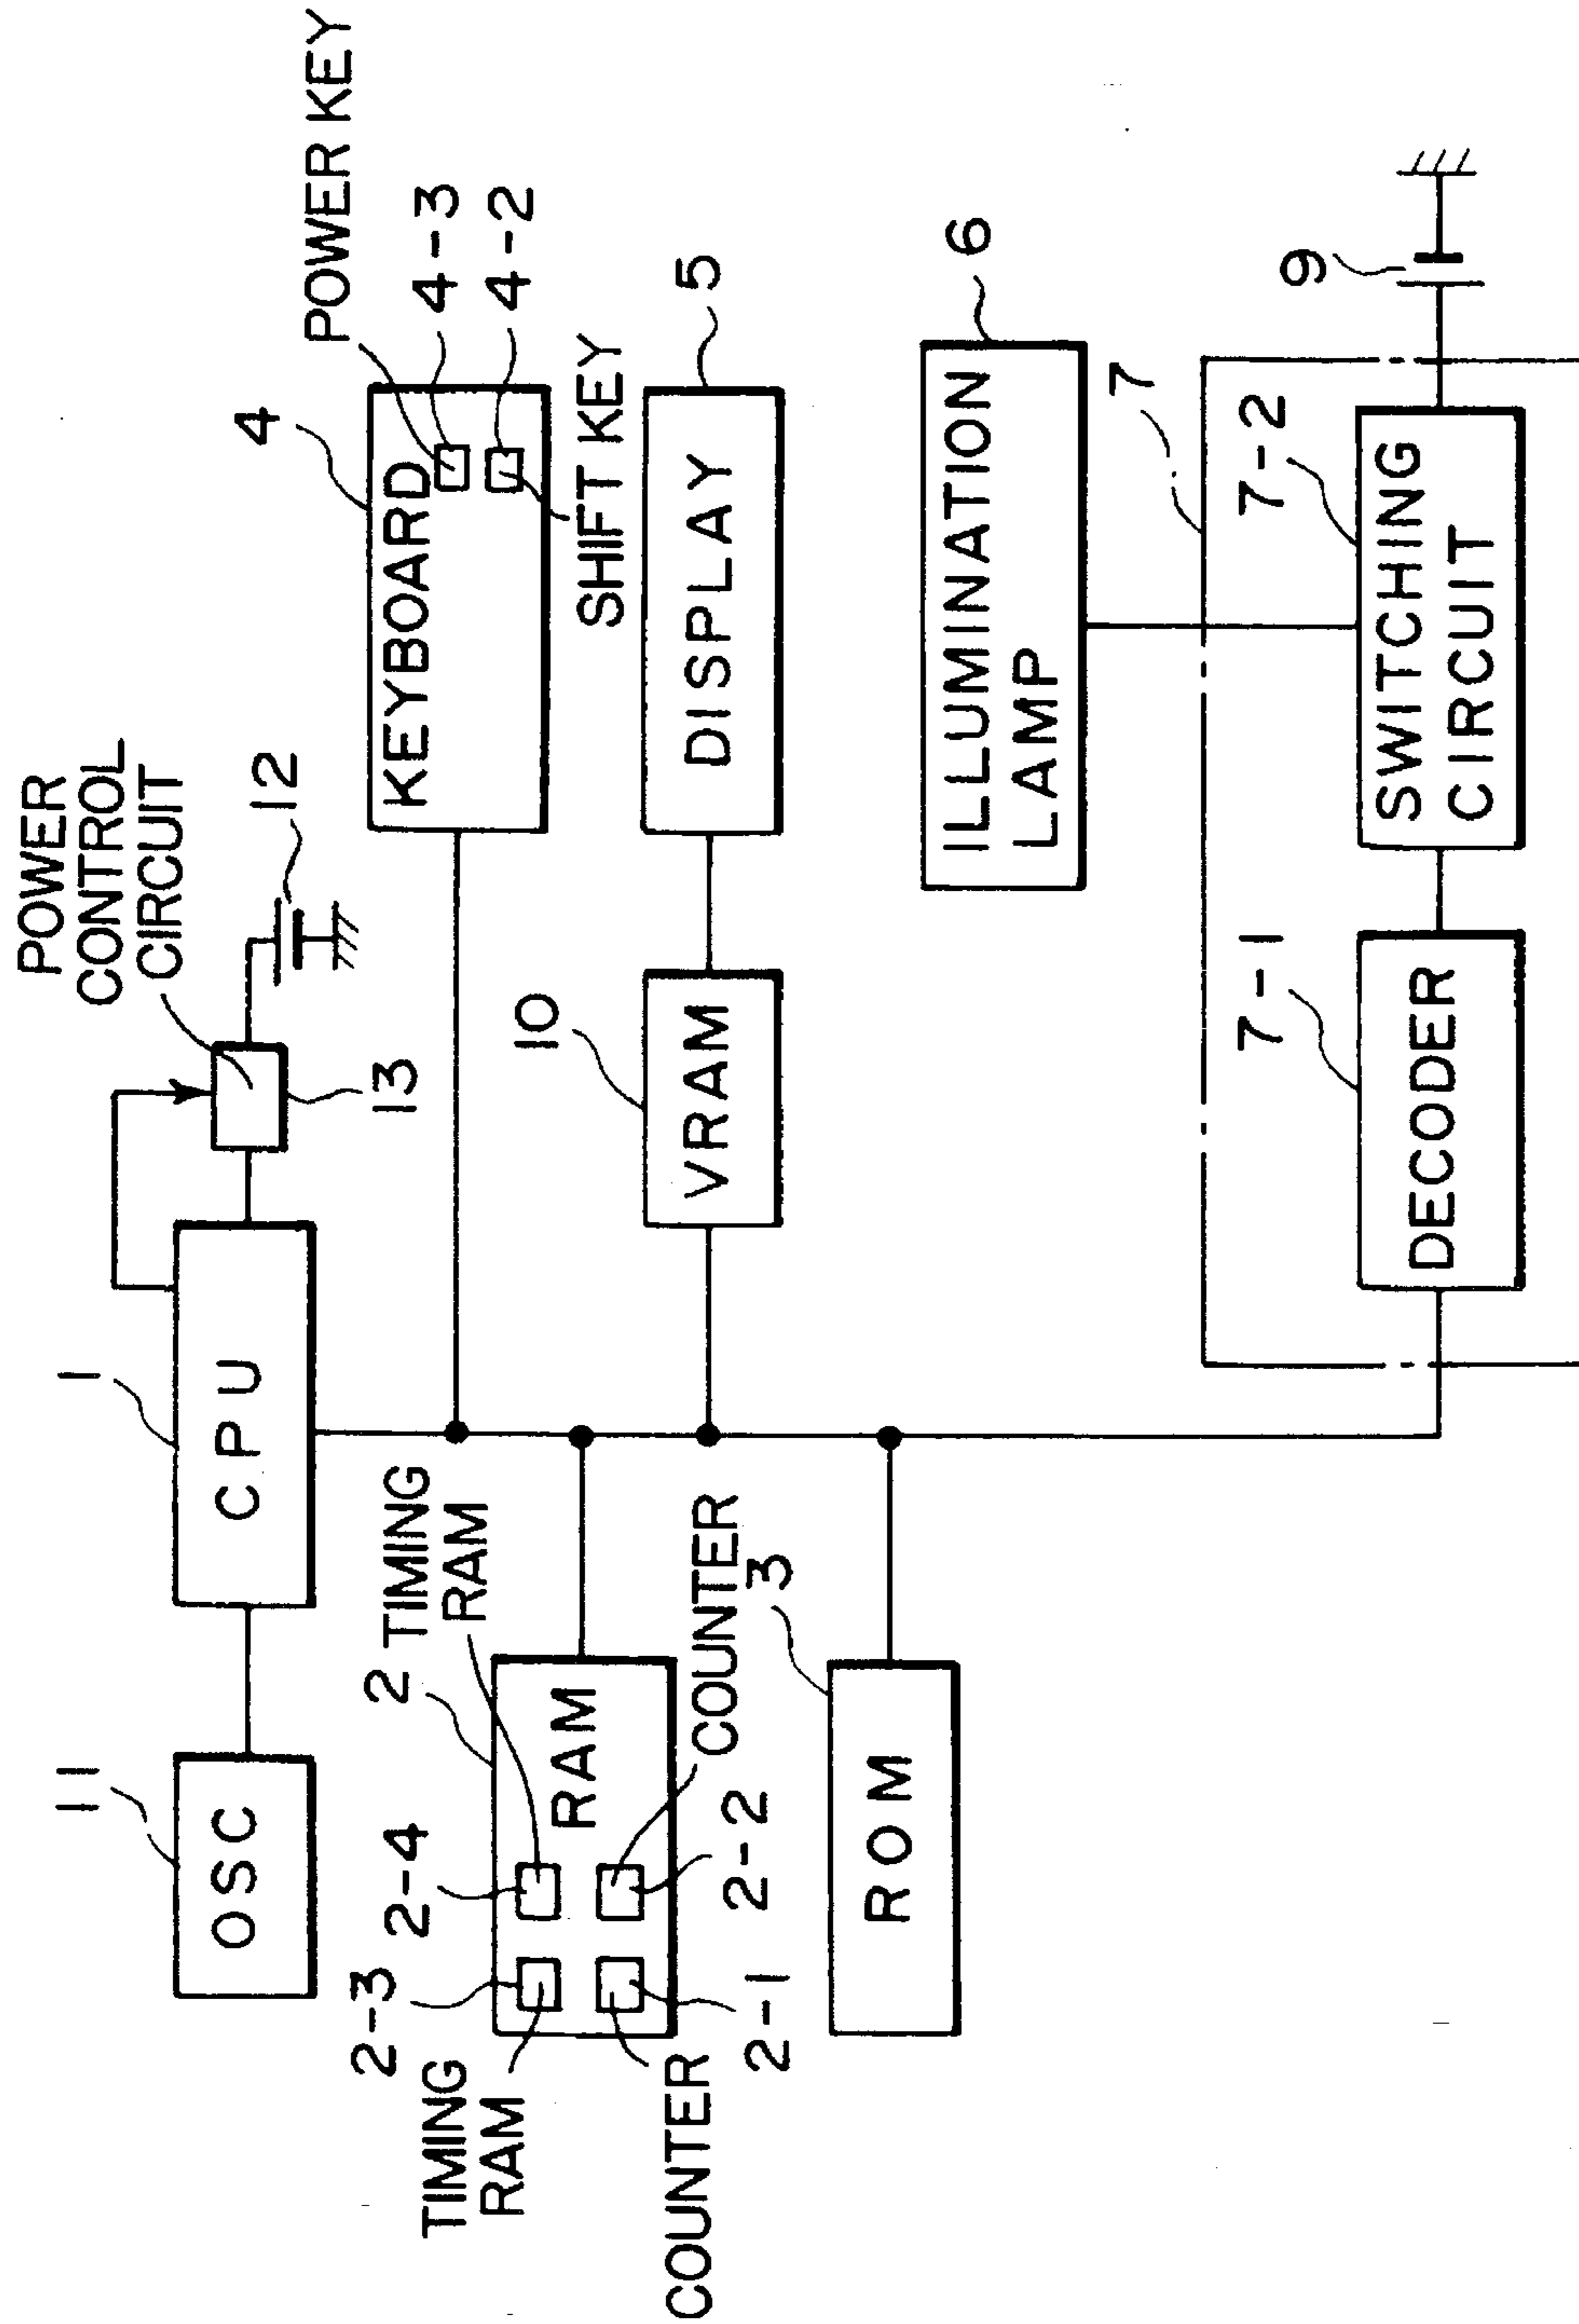 11
OSC
1
CPU
POWER
CONTROL
CIRCUIT
13
12
2-3
TIMING
RAM
2-4
2
TIMING
RAM
RAM
COUNTER
2-1
2-2
COUNTER
3
ROM
4
KEYBOARD
POWER KEY
4-3
4-2
SHIFT KEY
10
VRAM
5
DISPLAY
6
ILLUMINATION
LAMP
7
7-1
DECODER
7-2
SWITCHING
CIRCUIT
9